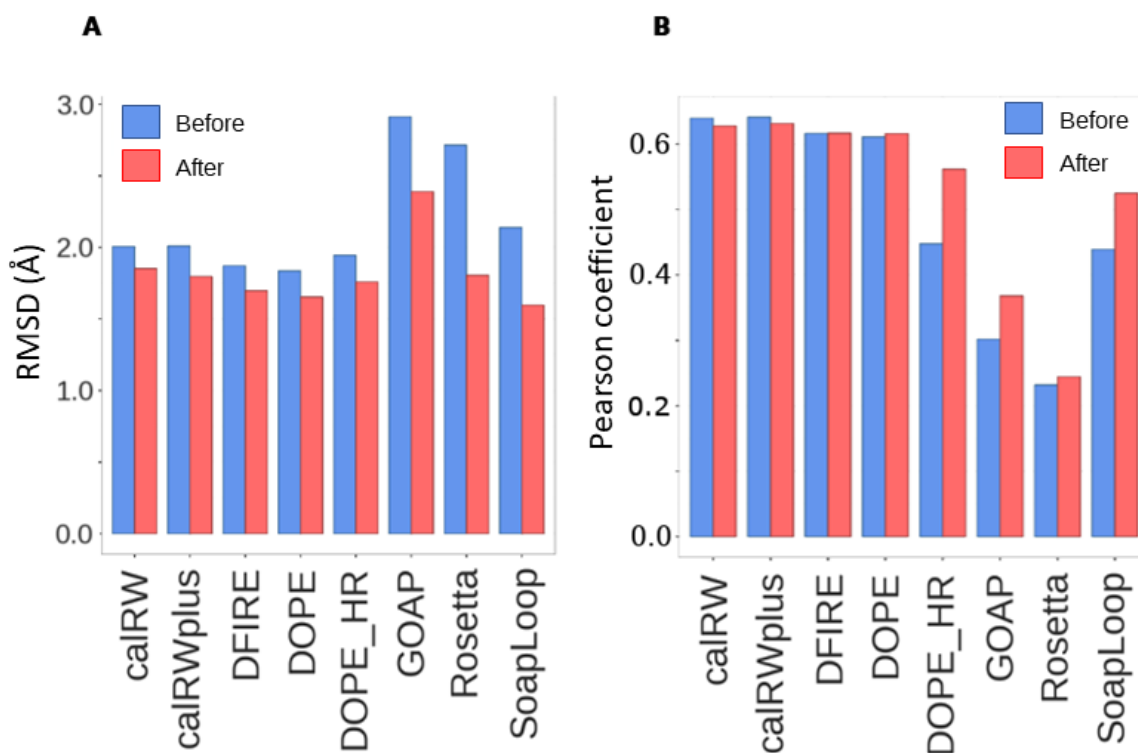 A
B
3.0
2.0
1.0
0.0
RMSD (Å)
Before
After
calRW
calRWplus
DFIRE
DOPE
DOPE_HR
GOAP
Rosetta
SoapLoop
0.6
0.4
0.2
0.0
Pearson coefficient
Before
After
calRW
calRWplus
DFIRE
DOPE
DOPE_HR
GOAP
Rosetta
SoapLoop